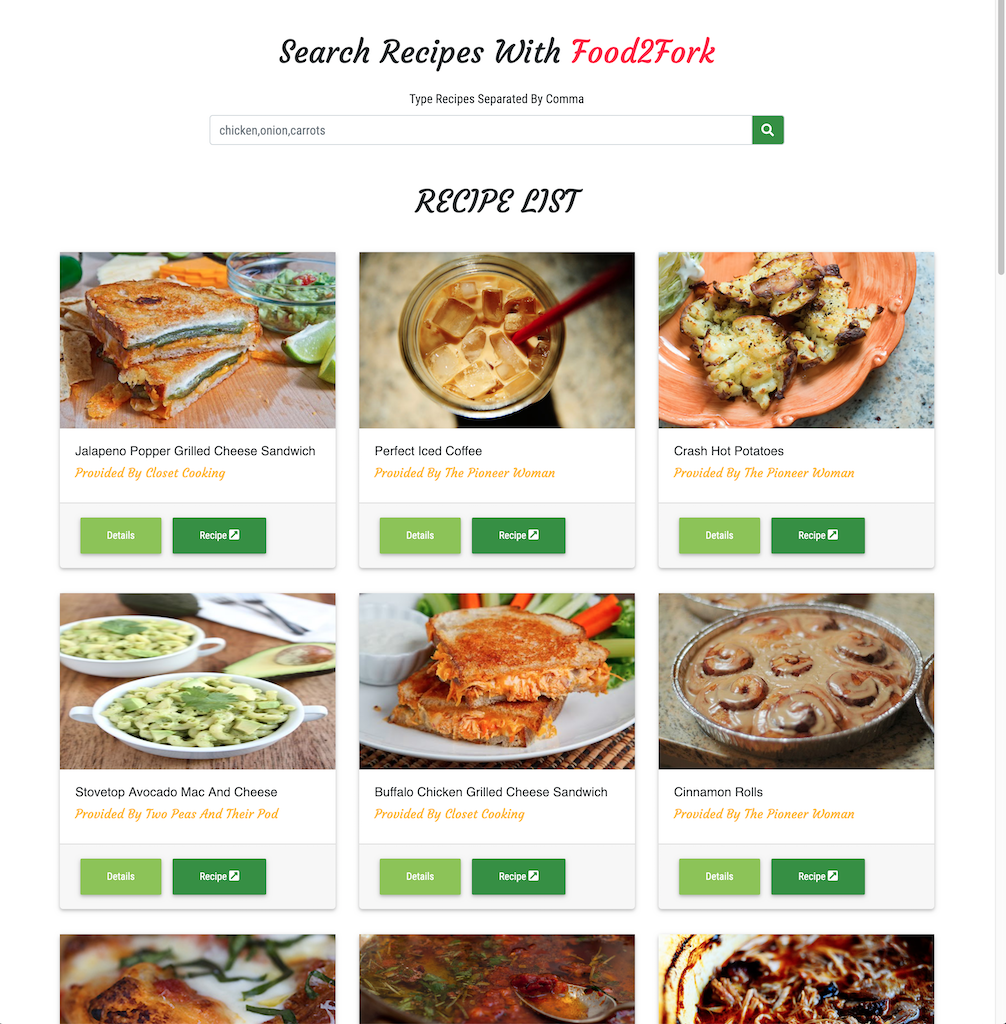 Search Recipes With Food2Fork
Type Recipes Separated By Comma
chicken,onion,carrots
RECIPE LIST
Jalapeno Popper Grilled Cheese Sandwich
Provided By Closet Cooking
Details Recipe
Perfect Iced Coffee
Provided By The Pioneer Woman
Details Recipe
Crash Hot Potatoes
Provided By The Pioneer Woman
Details Recipe
Stovetop Avocado Mac And Cheese
Provided By Two Peas And Their Pod
Details Recipe
Buffalo Chicken Grilled Cheese Sandwich
Provided By Closet Cooking
Details Recipe
Cinnamon Rolls
Provided By The Pioneer Woman
Details Recipe